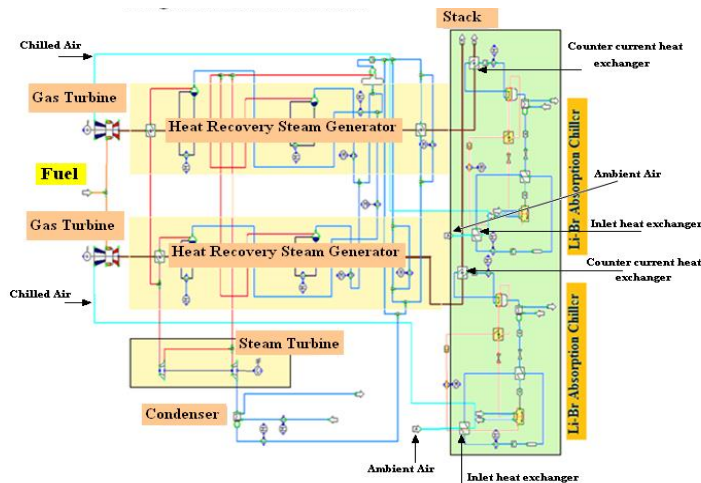 Stack
Chilled Air
Counter current heat
exchanger
Gas Turbine
Heat Recovery Steam Generator
Li-Br Absorption Chiller
Ambient Air
Fuel
Gas Turbine
Inlet heat exchanger
Heat Recovery Steam Generator
Counter current heat
exchanger
Chilled Air
Steam Turbine
Li-Br Absorption Chiller
Condenser
Ambient Air
Inlet heat exchanger